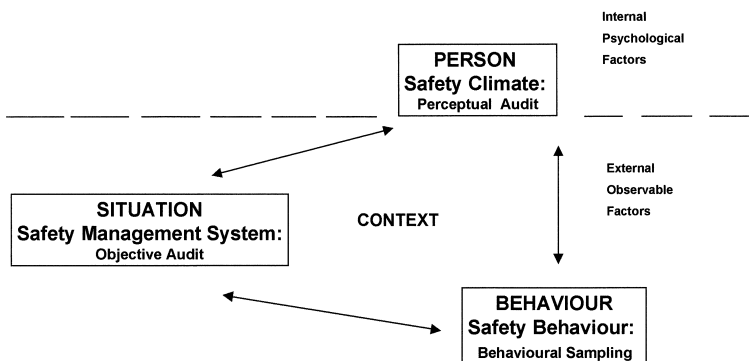 Internal
Psychological
Factors
PERSON
Safety Climate:
Perceptual Audit
External
Observable
Factors
SITUATION
Safety Management System:
Objective Audit
CONTEXT
BEHAVIOUR
Safety Behaviour:
Behavioural Sampling